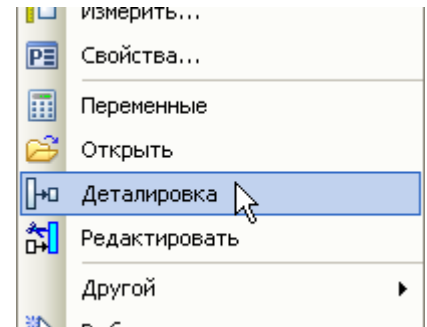 Измерить...
Свойства...
Переменные
Открыть
Деталировка
Редактировать
Другой